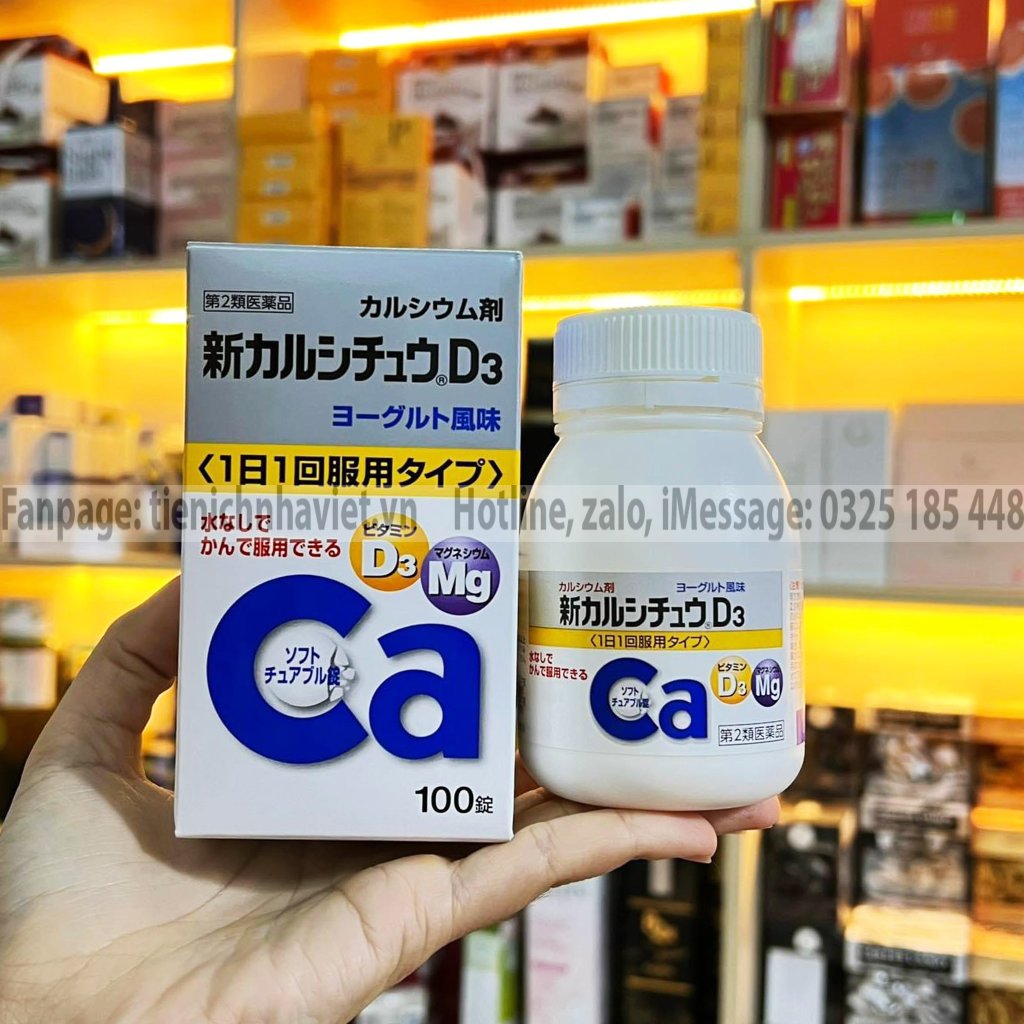 第2類医薬品
カルシウム剤
新カルシチュウ®D3
ヨーグルト風味
〈1日1回服用タイプ〉
Fanpage: tienichnhaviet.vn Hotline, zalo, iMessage: 0325 185 448
水なしで
かんで服用できる
ビタミン
D3
マグネシウム
Mg
Ca
ソフト
チュアブル錠
100錠
カルシウム剤
ヨーグルト風味
新カルシチュウ®D3
〈1日1回服用タイプ〉
水なしで
かんで服用できる
ビタミン
D3
マグネシウム
Mg
Ca
ソフト
チュアブル錠
第2類医薬品